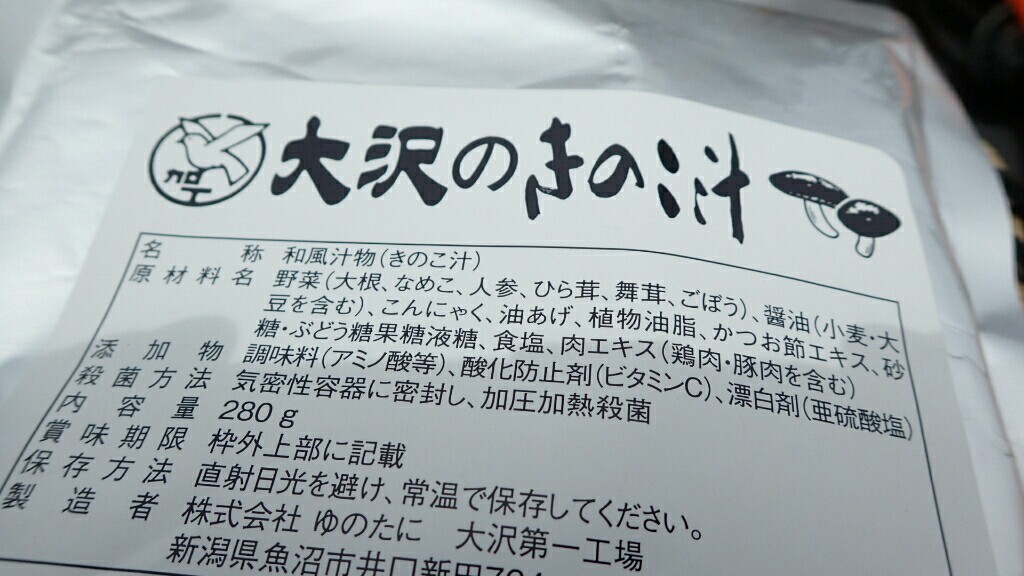 加工
大沢のきの汁
名称 和風汁物(きのこ汁)
原材料名 野菜(大根、なめこ、人参、ひら茸、舞茸、ごぼう)、醤油(小麦・大
豆を含む)、こんにゃく、油あげ、植物油脂、かつお節エキス、砂
糖・ぶどう糖果糖液糖、食塩、肉エキス(鶏肉・豚肉を含む)
添加物 調味料(アミノ酸等)、酸化防止剤(ビタミンC)、漂白剤(亜硫酸塩)
殺菌方法 気密性容器に密封し、加圧加熱殺菌
内容量 280g
賞味期限 枠外上部に記載
保存方法 直射日光を避け、常温で保存してください。
製造者 株式会社 ゆのたに 大沢第一工場
新潟県魚沼市井口新田